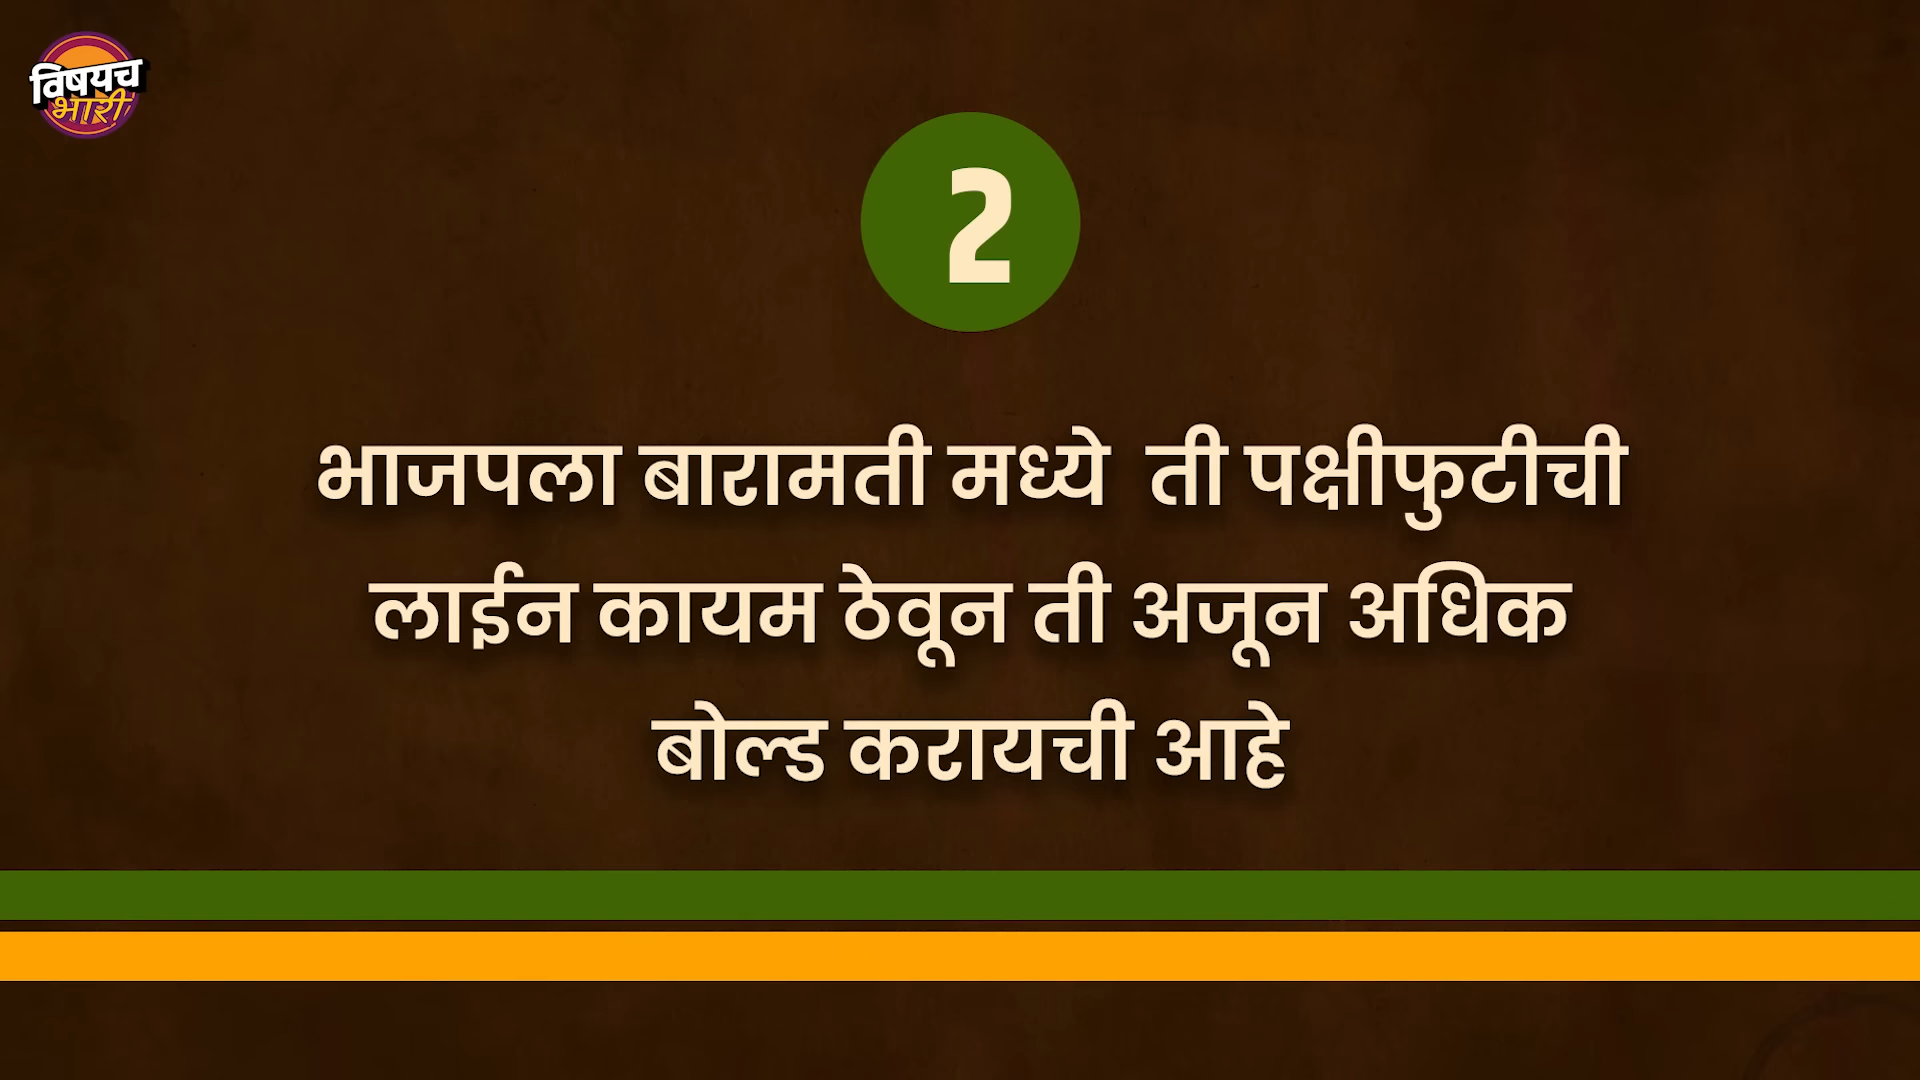 विषयच
भारी
2
भाजपला बारामती मध्ये ती पक्षीफुटीची
लाईन कायम ठेवून ती अजून अधिक
बोल्ड करायची आहे